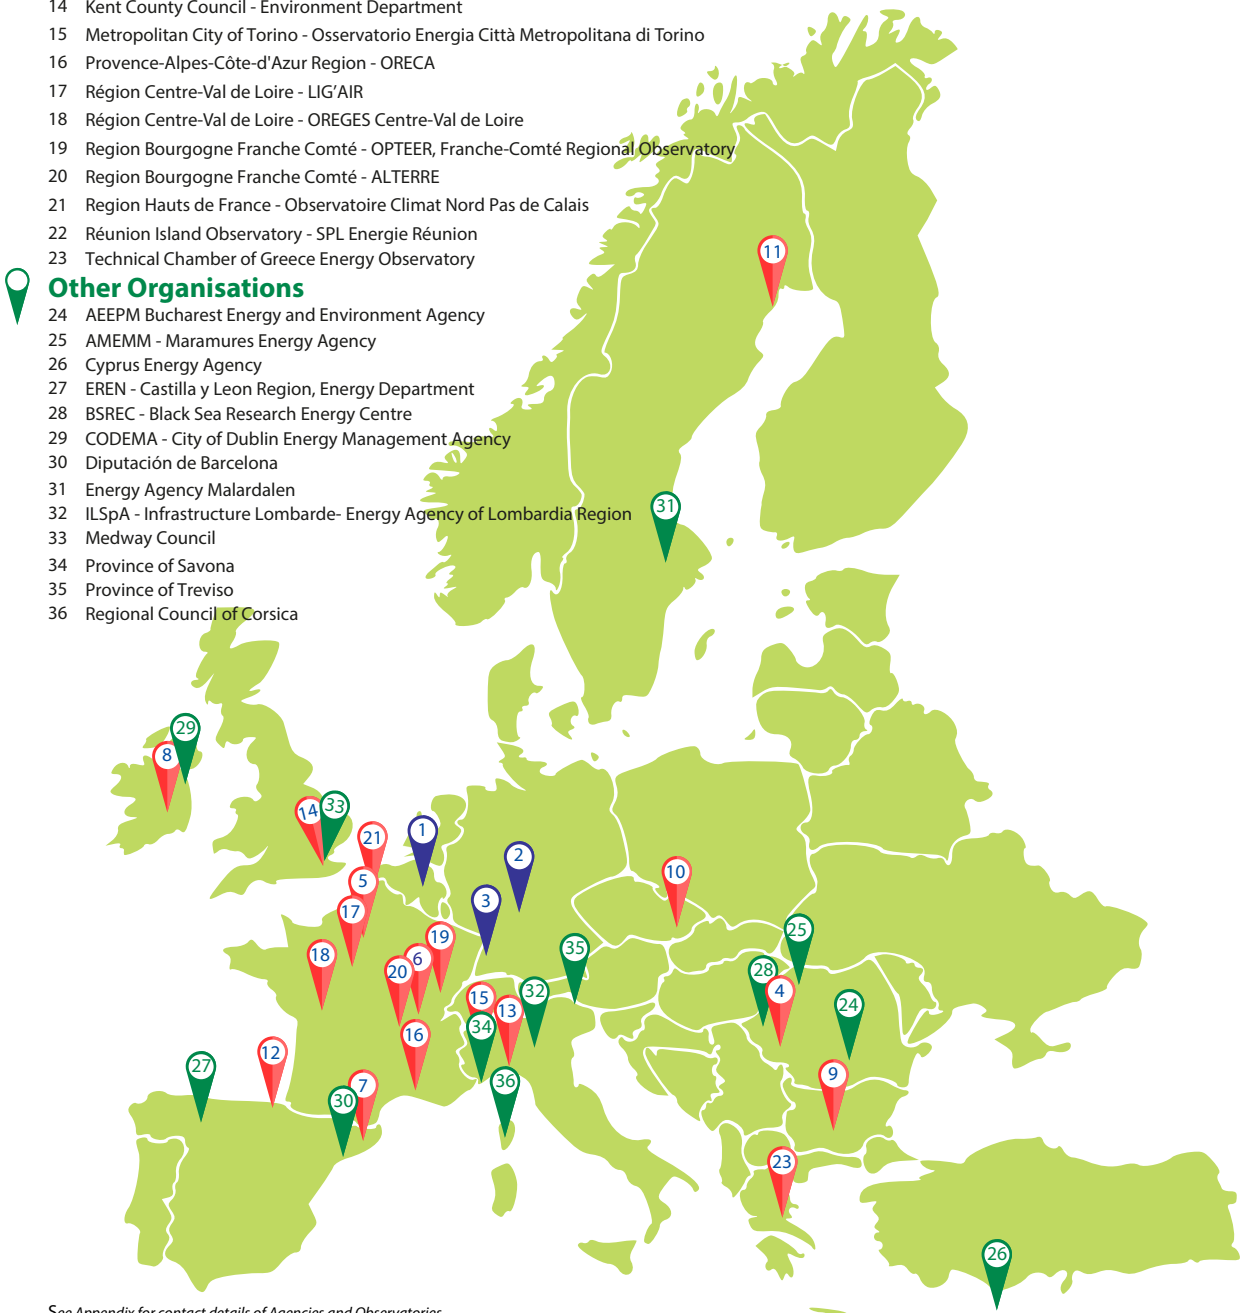 14 Kent County Council - Environment Department
15 Metropolitan City of Torino - Osservatorio Energia Città Metropolitana di Torino
16 Provence-Alpes-Côte-d'Azur Region - ORECA
17 Région Centre-Val de Loire - LIG’AIR
18 Région Centre-Val de Loire - OREGES Centre-Val de Loire
19 Region Bourgogne Franche Comté - OPTEER, Franche-Comté Regional Observatory
20 Region Bourgogne Franche Comté - ALTERRE
21 Region Hauts de France - Observatoire Climat Nord Pas de Calais
22 Réunion Island Observatory - SPL Energie Réunion
23 Technical Chamber of Greece Energy Observatory
Other Organisations
24 AEEPM Bucharest Energy and Environment Agency
25 AMEMM - Maramures Energy Agency
26 Cyprus Energy Agency
27 EREN - Castilla y Leon Region, Energy Department
28 BSREC - Black Sea Research Energy Centre
29 CODEMA - City of Dublin Energy Management Agency
30 Diputación de Barcelona
31 Energy Agency Malardalen
32 ILSpA - Infrastructure Lombarde- Energy Agency of Lombardia Region
33 Medway Council
34 Province of Savona
35 Province of Treviso
36 Regional Council of Corsica
11
31
29
8
14
33
21
1
2
5
10
3
17
25
19
35
18
6
20
28
4
15
32
13
24
34
16
12
27
9
7
36
30
23
26
See Appendix for contact details of Agencies and Observatories